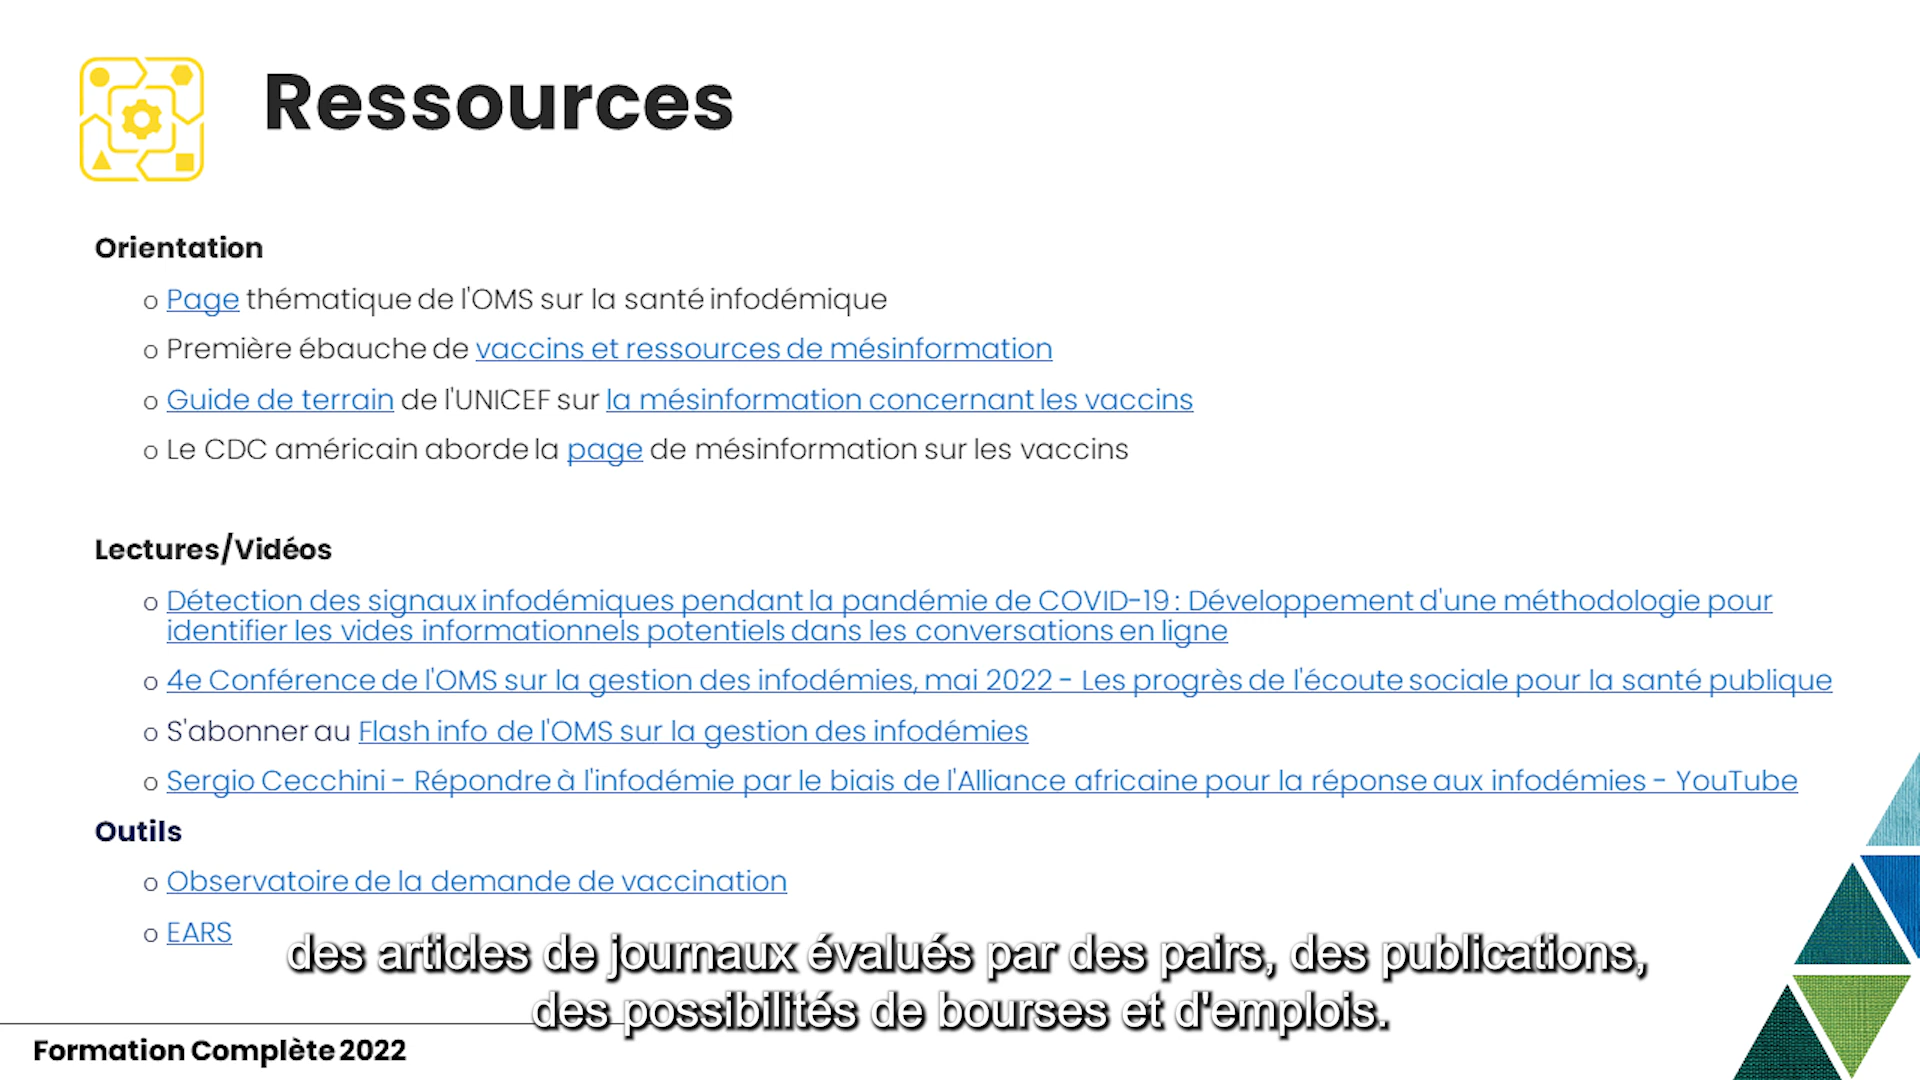 Ressources
Orientation
o Page thématique de l'OMS sur la santé infodémique
o Première ébauche de vaccins et ressources de mésinformation
o Guide de terrain de l'UNICEF sur la mésinformation concernant les vaccins
o Le CDC américain aborde la page de mésinformation sur les vaccins
Lectures/Vidéos
o Détection des signaux infodémiques pendant la pandémie de COVID-19 : Développement d'une méthodologie pour
identifier les vides informationnels potentiels dans les conversations en ligne
o 4e Conférence de l'OMS sur la gestion des infodémies, mai 2022 - Les progrès de l'écoute sociale pour la santé publique
o S'abonner au Flash info de l'OMS sur la gestion des infodémies
o Sergio Cecchini - Répondre à l'infodémie par le biais de l'Alliance africaine pour la réponse aux infodémies - YouTube
Outils
o Observatoire de la demande de vaccination
o EARS
des articles de journaux évalués par des pairs, des publications,
des possibilités de bourses et d'emplois.
Formation Complète 2022